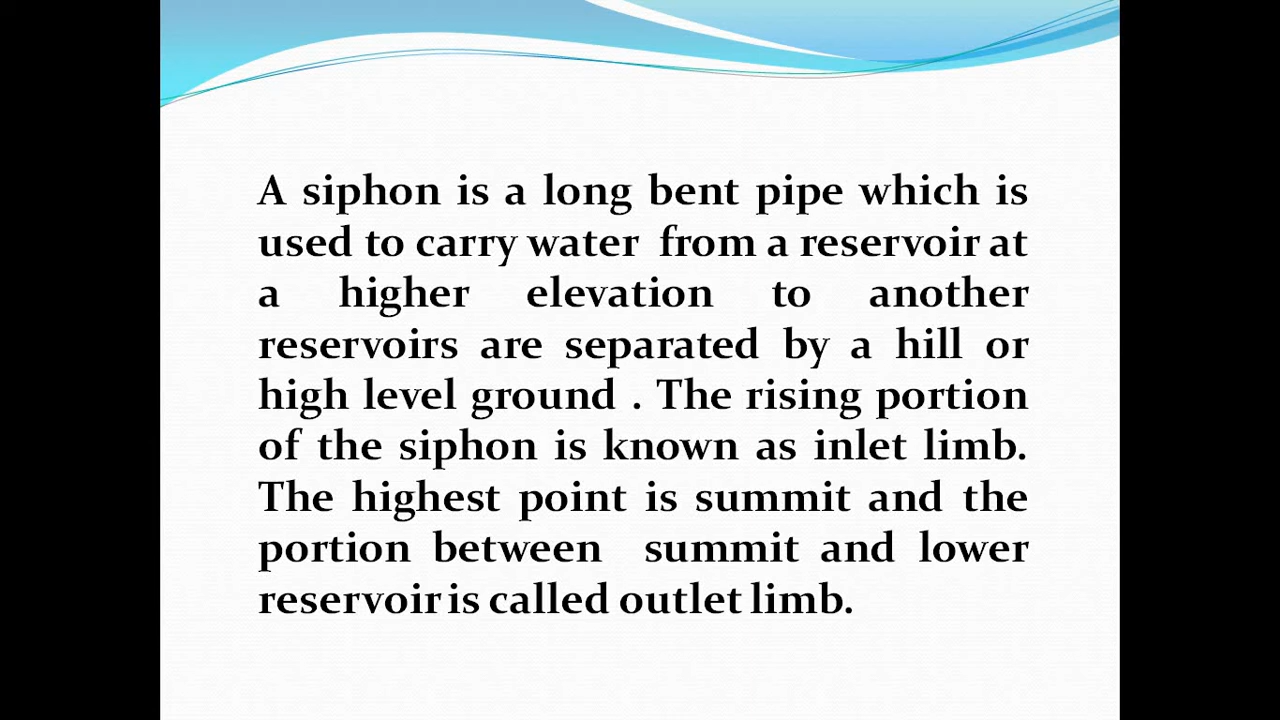 A siphon is a long bent pipe which is
used to carry water from a reservoir at
a higher elevation to another
reservoirs are separated by a hill or
high level ground . The rising portion
of the siphon is known as inlet limb.
The highest point is summit and the
portion between summit and lower
reservoir is called outlet limb.